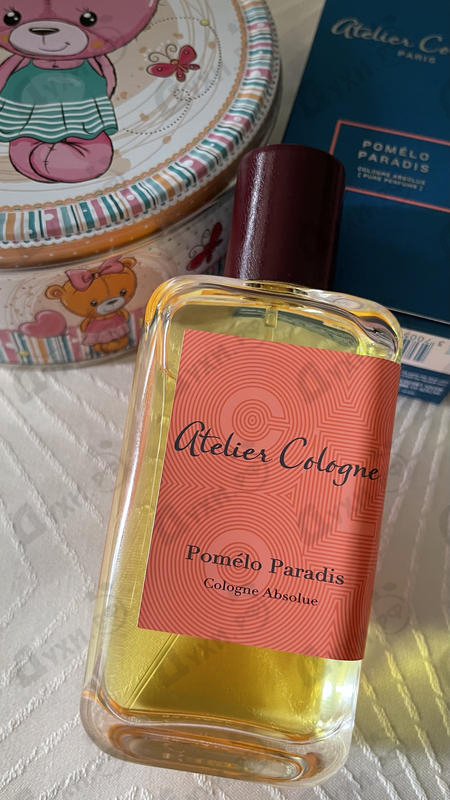 Atelier Co
PARIS
POMÉLO
PARADIS
COLOGNE ABSOLUE
( PURE PERFUME )
Atelier Cologne
Pomélo Paradis
Cologne Absolue